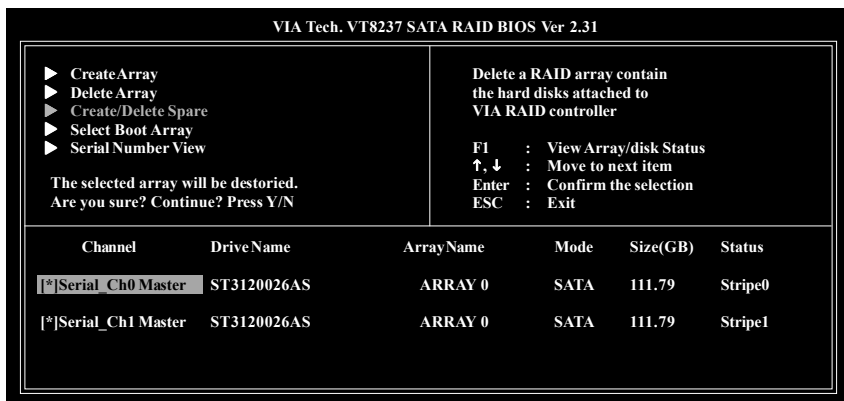 VIA Tech. VT8237 SATA RAID BIOS Ver 2.31
Create Array
Delete Array
Create/Delete Spare
Select Boot Array
Serial Number View
The selected array will be destoried.
Are you sure? Continue? Press Y/N
Delete a RAID array contain
the hard disks attached to
VIA RAID controller
F1 : View Array/disk Status
↑, ↓ : Move to next item
Enter : Confirm the selection
ESC : Exit
Channel Drive Name Array Name Mode Size(GB) Status
[*]Serial_Ch0 Master ST3120026AS ARRAY 0 SATA 111.79 Stripe0
[*]Serial_Ch1 Master ST3120026AS ARRAY 0 SATA 111.79 Stripe1